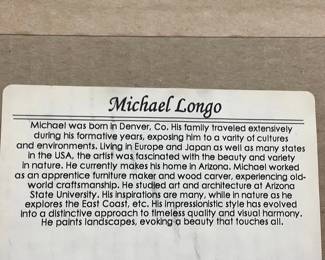 Michael Longo
Michael was born in Denver, Co. His family traveled extensively
during his formative years, exposing him to a varity of cultures
and environments. Living in Europe and Japan as well as many states
in the USA, the artist was fascinated with the beauty and variety
in nature. He currently makes his home in Arizona. Michael worked
as an apprentice furniture maker and wood carver, experiencing old-
world craftsmanship. He studied art and architecture at Arizona
State University. His inspirations are many, while in nature as he
explores the East Coast, etc. His impressionistic style has evolved
into a distinctive approach to timeless quality and visual harmony.
He paints landscapes, evoking a beauty that touches all.